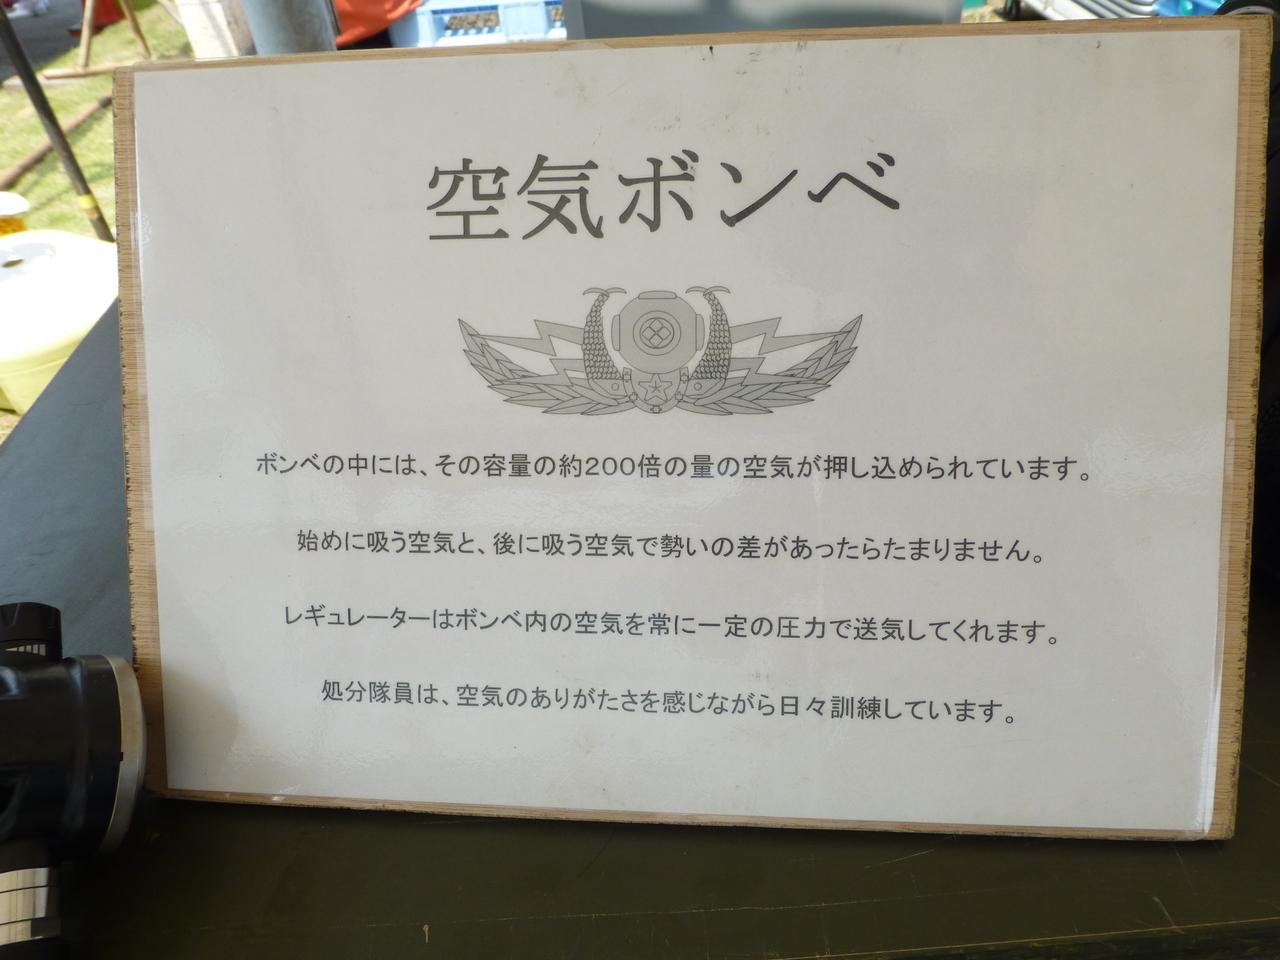 空気ボンベ
ボンベの中には、その容量の約200倍の量の空気が押し込められています。
始めに吸う空気と、後に吸う空気で勢いの差があったらたまりません。
レギュレーターはボンベ内の空気を常に一定の圧力で送気してくれます。
処分隊員は、空気のありがたさを感じながら日々訓練しています。